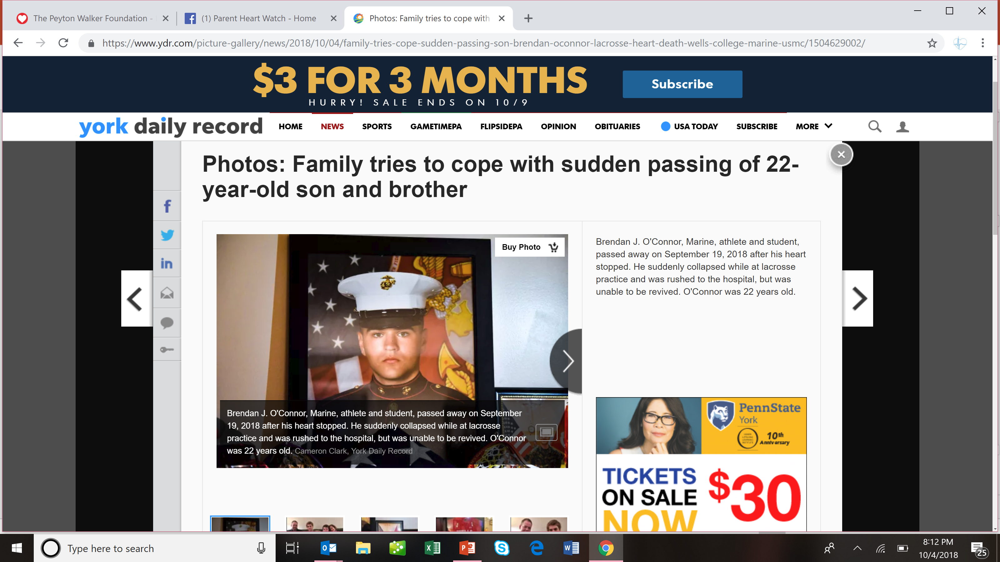 The Peyton Walker Foundation -
(1) Parent Heart Watch - Home
Photos: Family tries to cope with
https://www.ydr.com/picture-gallery/news/2018/10/04/family-tries-cope-sudden-passing-son-brendan-oconnor-lacrosse-heart-death-wells-college-marine-usmc/1504629002/
$3 FOR 3 MONTHS
HURRY! SALE ENDS ON 10/9
Subscribe
york daily record
HOME NEWS SPORTS GAMETIMEPA FLIPSIDEPA OPINION OBITUARIES USA TODAY SUBSCRIBE MORE
Photos: Family tries to cope with sudden passing of 22-
year-old son and brother
Buy Photo
Brendan J. O'Connor, Marine, athlete and student, passed away on September
19, 2018 after his heart stopped. He suddenly collapsed while at lacrosse
practice and was rushed to the hospital, but was unable to be revived. O'Connor
was 22 years old. Cameron Clark, York Daily Record
Brendan J. O'Connor, Marine, athlete and student,
passed away on September 19, 2018 after his heart
stopped. He suddenly collapsed while at lacrosse
practice and was rushed to the hospital, but was
unable to be revived. O'Connor was 22 years old.
PennState
York
10th
Anniversary
TICKETS
ON SALE
NOW
$30
Type here to search
8:12 PM
10/4/2018
25